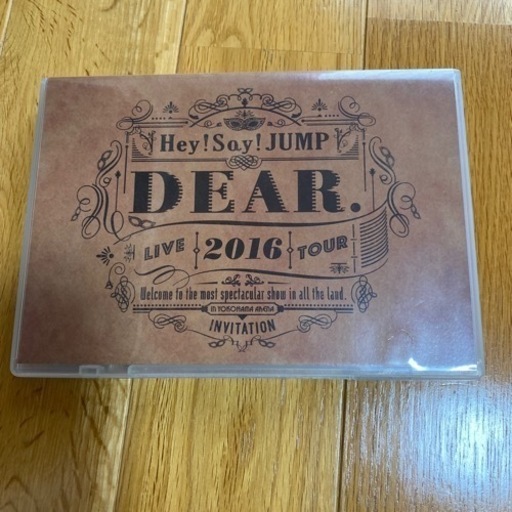 Hey! Say! JUMP
DEAR.
LIVE 2016 TOUR
Welcome to the most spectacular show in all the land.
IN YOKOHAMA ARENA
INVITATION